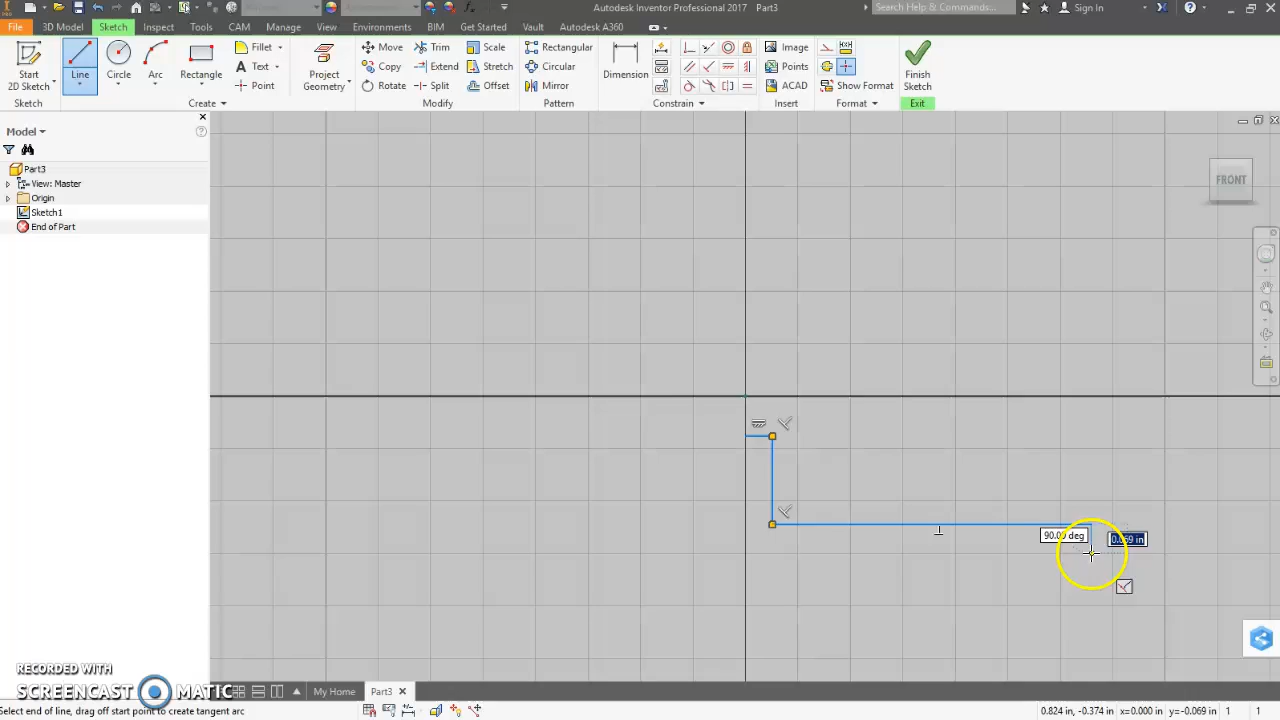 Autodesk Inventor Professional 2017 Part3
Search Help & Commands...
Sign In
File 3D Model Sketch Inspect Tools View CAM Manage Environments BIM Get Started Vault Autodesk A360
Start
2D Sketch
Line
Circle
Arc
Rectangle
Fillet
Text
Point
Project
Geometry
Move
Copy
Rotate
Trim
Extend
Split
Scale
Stretch
Offset
Rectangular
Circular
Mirror
Dimension
Image
Points
ACAD
Show Format
Finish
Sketch
Sketch Create Modify Pattern Constrain Insert Format Exit
Model
Part3
View: Master
Origin
Sketch1
End of Part
FRONT
90.00 deg
0.069 in
RECORDED WITH
SCREENCAST MATIC
My Home Part3
Select end of line, drag off start point to create tangent arc
0.824 in, -0.374 in x=0.000 in y=-0.069 in 1 1